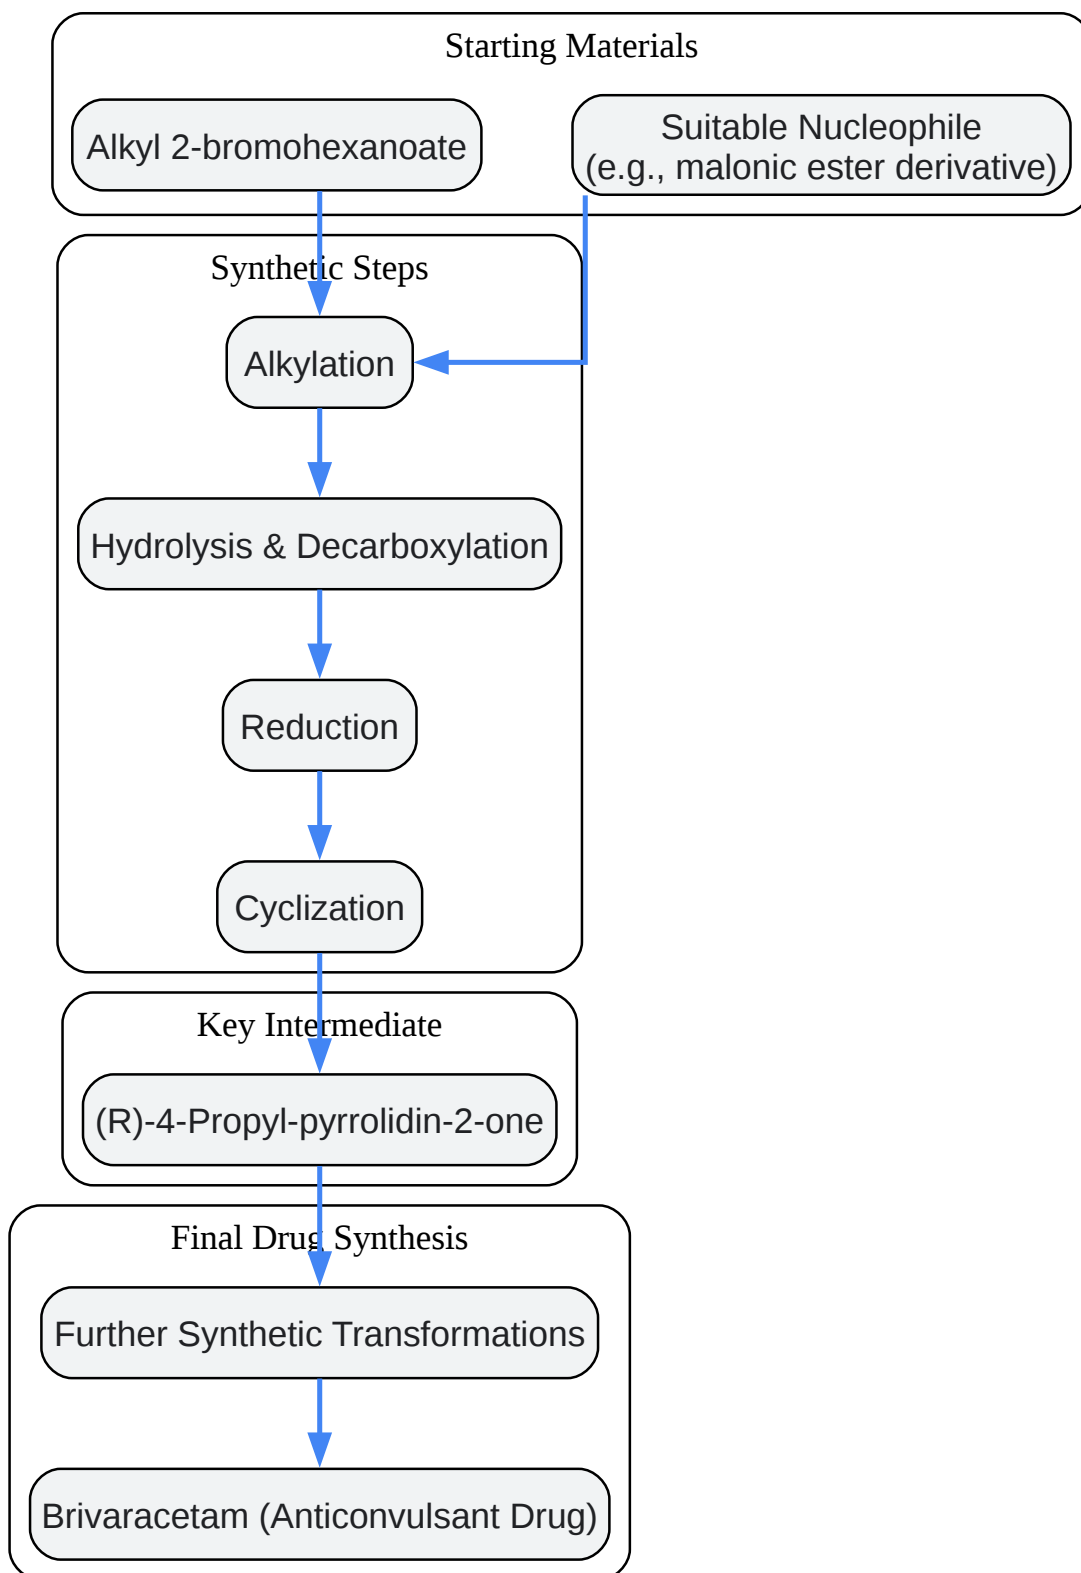 Starting Materials
Alkyl 2-bromohexanoate
Suitable Nucleophile
(e.g., malonic ester derivative)
Synthetic Steps
Alkylation
Hydrolysis & Decarboxylation
Reduction
Cyclization
Key Intermediate
(R)-4-Propyl-pyrrolidin-2-one
Final Drug Synthesis
Further Synthetic Transformations
Brivaracetam (Anticonvulsant Drug)